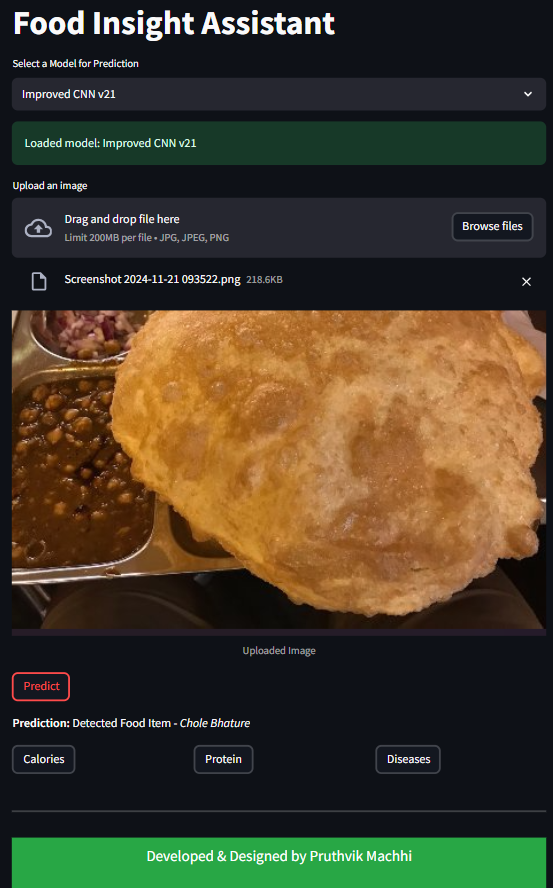 Food Insight Assistant
Select a Model for Prediction
Improved CNN v21
Loaded model: Improved CNN v21
Upload an image
Drag and drop file here
Limit 200MB per file • JPG, JPEG, PNG
Browse files
Screenshot 2024-11-21 093522.png 218.6KB
Uploaded Image
Predict
Prediction: Detected Food Item - Chole Bhature
Calories
Protein
Diseases
Developed & Designed by Pruthvik Machhi